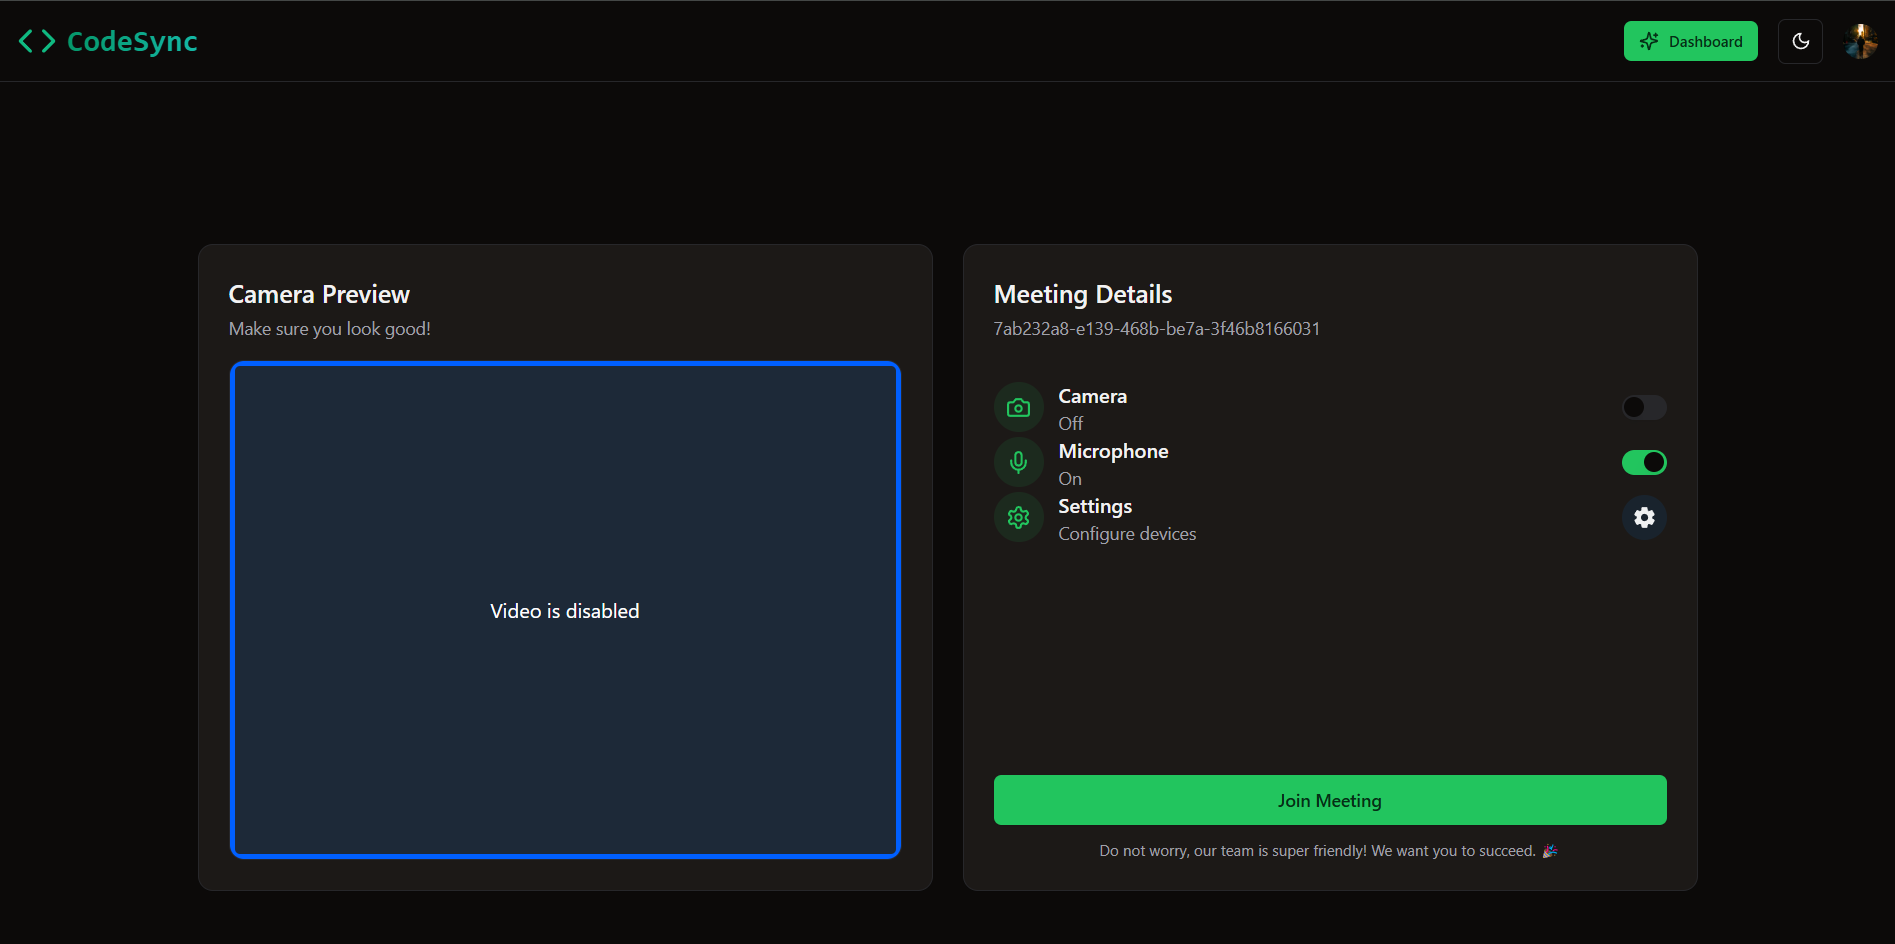 CodeSync
Dashboard
Camera Preview
Make sure you look good!
Video is disabled
Meeting Details
7ab232a8-e139-468b-be7a-3f46b8166031
Camera
Off
Microphone
On
Settings
Configure devices
Join Meeting
Do not worry, our team is super friendly! We want you to succeed. 🎉